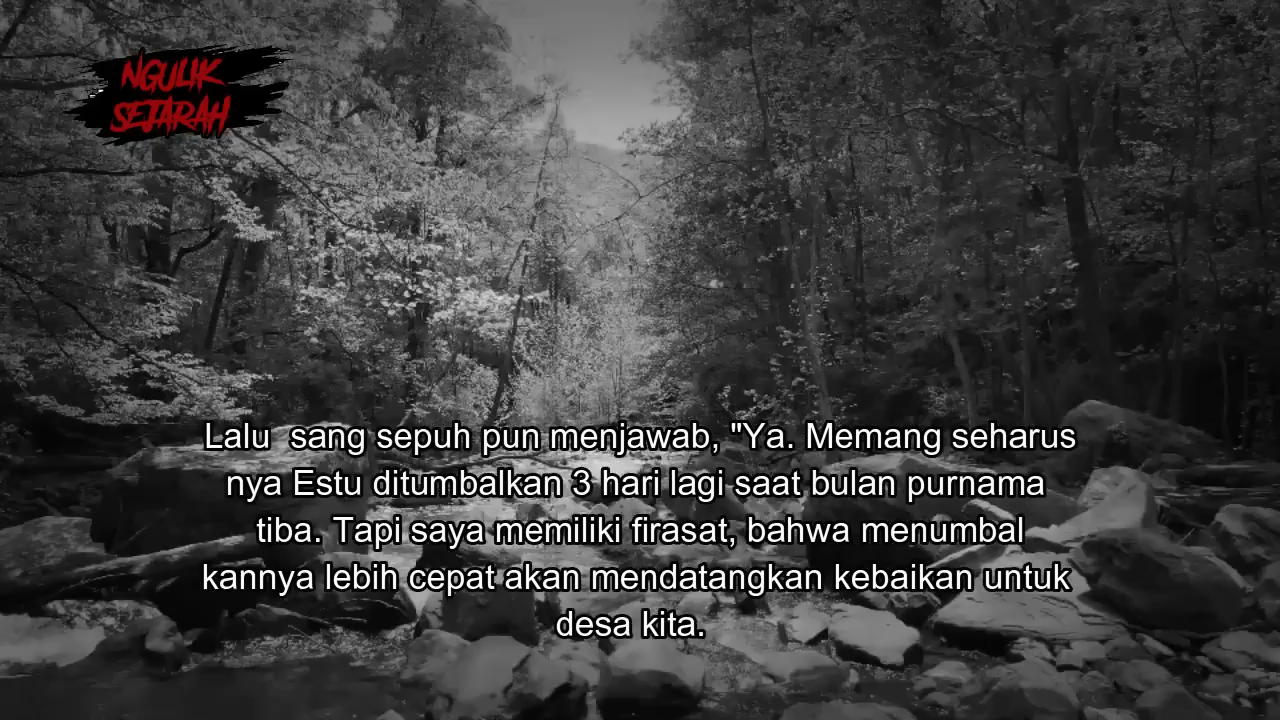 NGULIK
SEJARAH
Lalu  sang sepuh pun menjawab, "Ya. Memang seharus
nya Estu ditumbalkan 3 hari lagi saat bulan purnama
tiba. Tapi saya memiliki firasat, bahwa menumbal
kannya lebih cepat akan mendatangkan kebaikan untuk
desa kita.